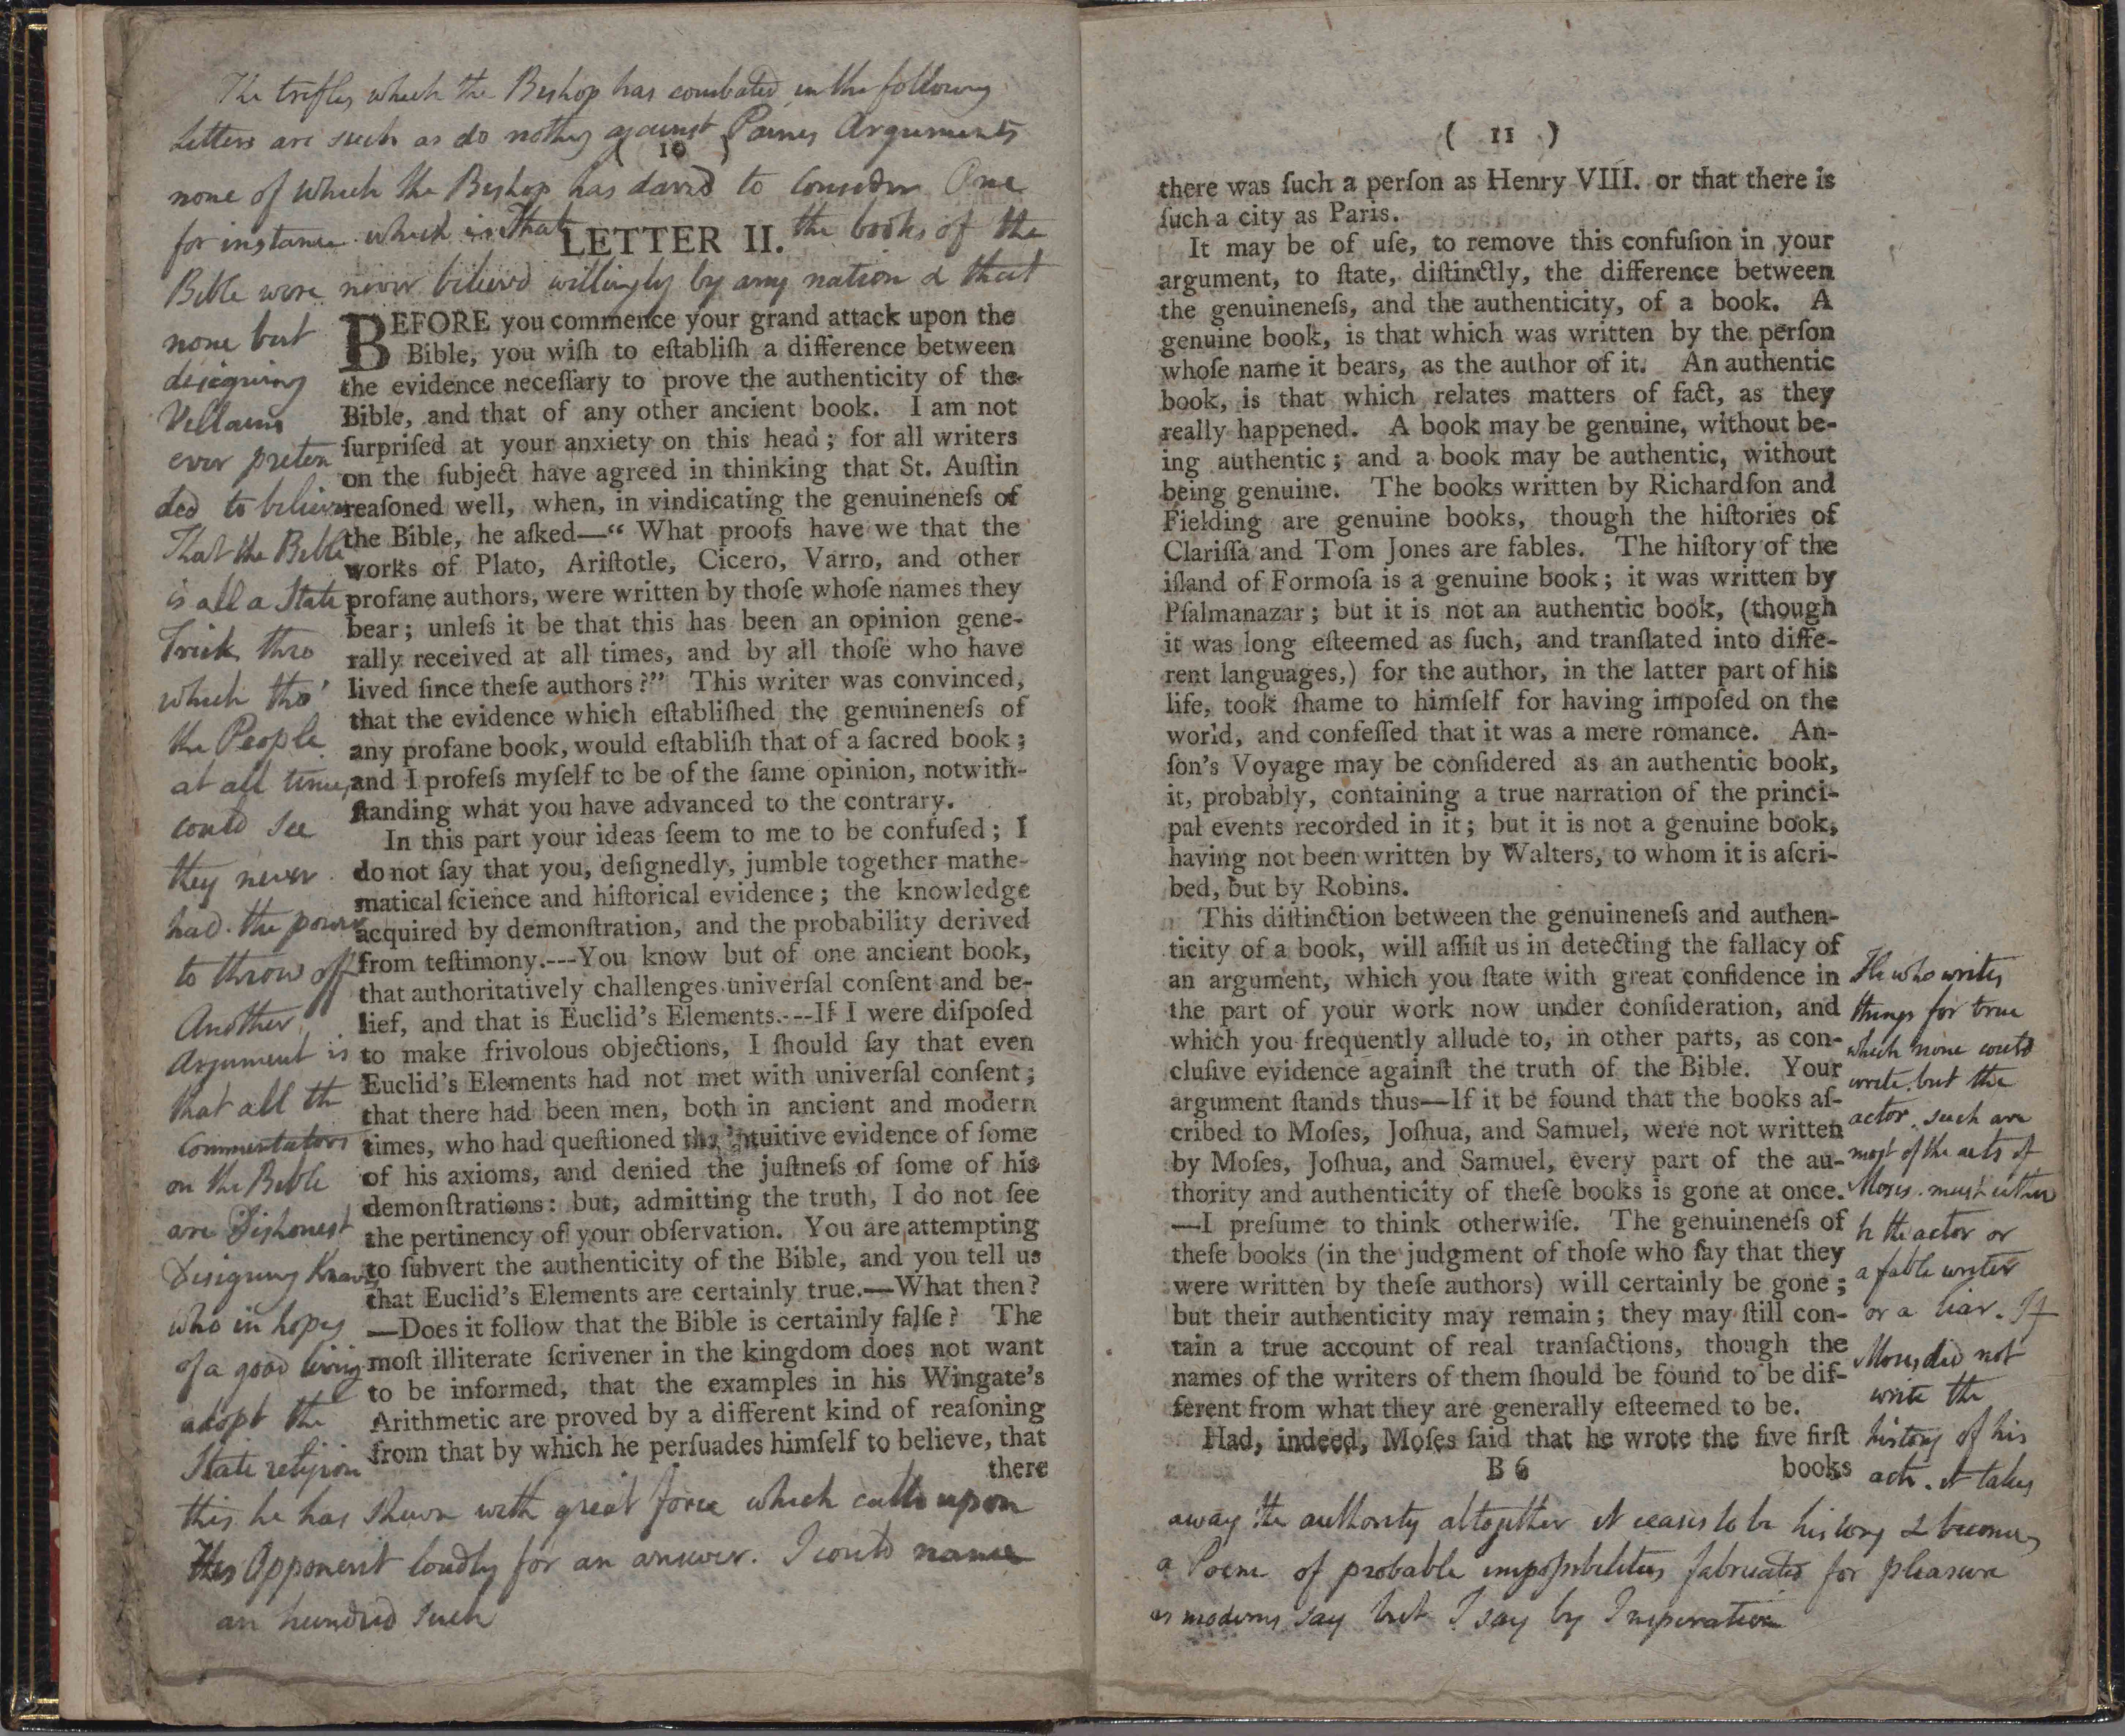 The trifles which the Bishop has combated in the following
Letters are such as do nothing against Paines Arguments
( 10 )
none of which the Bishop has dared to Consider One
for instance which is That the books of the
LETTER II.
Bible were never believd willingly by any nation & that
none but
designing
Villains
ever preten
ded to believe
That the Bible
is all a State
Trick, thro
which tho'
the People
at all times
could see
they never
had the power
to throw off
Another
Argument is
that all the
Commentators
on the Bible
are Dishonest
Designing Knaves
who in hopes
of a good living
adopt the
State religion
this he has shewn with great force which calls upon
His Opponent loudly for an answer. I could name
an hundred such
BEFORE you commence your grand attack upon the
Bible, you wiſh to eſtabliſh a difference between
the evidence neceſſary to prove the authenticity of the
Bible, and that of any other ancient book. I am not
ſurpriſed at your anxiety on this head; for all writers
on the ſubject have agreed in thinking that St. Auſtin
reaſoned well, when, in vindicating the genuineneſs of
the Bible, he aſked—“ What proofs have we that the
works of Plato, Ariſtotle, Cicero, Varro, and other
profane authors, were written by thoſe whoſe names they
bear; unleſs it be that this has been an opinion gene-
rally received at all times, and by all thoſe who have
lived ſince theſe authors?” This writer was convinced,
that the evidence which eſtabliſhed the genuineneſs of
any profane book, would eſtabliſh that of a ſacred book;
and I profeſs myſelf to be of the ſame opinion, notwith-
ſtanding what you have advanced to the contrary.
In this part your ideas ſeem to me to be confuſed; I
do not ſay that you, deſignedly, jumble together mathe-
matical ſcience and hiſtorical evidence; the knowledge
acquired by demonſtration, and the probability derived
from teſtimony.---You know but of one ancient book,
that authoritatively challenges univerſal conſent and be-
lief, and that is Euclid's Elements.---If I were diſpoſed
to make frivolous objections, I ſhould ſay that even
Euclid's Elements had not met with univerſal conſent;
that there had been men, both in ancient and modern
times, who had queſtioned the intuitive evidence of ſome
of his axioms, and denied the juſtneſs of ſome of his
demonſtrations: but, admitting the truth, I do not ſee
the pertinency of your obſervation. You are attempting
to ſubvert the authenticity of the Bible, and you tell us
that Euclid's Elements are certainly true.—What then?
—Does it follow that the Bible is certainly falſe? The
moſt illiterate ſcrivener in the kingdom does not want
to be informed, that the examples in his Wingate's
Arithmetic are proved by a different kind of reaſoning
from that by which he perſuades himſelf to believe, that
there
( 11 )
there was ſuch a perſon as Henry VIII. or that there is
ſuch a city as Paris.
It may be of uſe, to remove this confuſion in your
argument, to ſtate, diſtinctly, the difference between
the genuineneſs, and the authenticity, of a book. A
genuine book, is that which was written by the perſon
whoſe name it bears, as the author of it. An authentic
book, is that which relates matters of fact, as they
really happened. A book may be genuine, without be-
ing authentic; and a book may be authentic, without
being genuine. The books written by Richardſon and
Fielding are genuine books, though the hiſtories of
Clariſſa and Tom Jones are fables. The hiſtory of the
iſland of Formoſa is a genuine book; it was written by
Pſalmanazar; but it is not an authentic book, (though
it was long eſteemed as ſuch, and tranſlated into diffe-
rent languages,) for the author, in the latter part of his
life, took ſhame to himſelf for having impoſed on the
world, and confeſſed that it was a mere romance. An-
ſon's Voyage may be conſidered as an authentic book,
it, probably, containing a true narration of the princi-
pal events recorded in it; but it is not a genuine book,
having not been written by Walters, to whom it is aſcri-
bed, but by Robins.
This diſtinction between the genuineneſs and authen-
ticity of a book, will aſſiſt us in detecting the fallacy of
an argument, which you ſtate with great confidence in
the part of your work now under conſideration, and
which you frequently allude to, in other parts, as con-
cluſive evidence againſt the truth of the Bible. Your
argument ſtands thus—If it be found that the books aſ-
cribed to Moſes, Joſhua, and Samuel, were not written
by Moſes, Joſhua, and Samuel, every part of the au-
thority and authenticity of theſe books is gone at once.
—I preſume to think otherwiſe. The genuineneſs of
theſe books (in the judgment of thoſe who ſay that they
were written by theſe authors) will certainly be gone;
but their authenticity may remain; they may ſtill con-
tain a true account of real tranſactions, though the
names of the writers of them ſhould be found to be dif-
ferent from what they are generally eſteemed to be.
Had, indeed, Moſes ſaid that he wrote the five firſt
B 6 books
He who writes
things for true
which none could
write. but the
actor. such are
most of the acts of
Moses. must either
be the actor or
a fable writer
or a liar. If
Moses did not
write the
history of his
acts. it takes
away the authority altogether it ceases to be history & becomes
a Poem of probable impossibilities fabricated for pleasure
as moderns say but I say by Inspiration